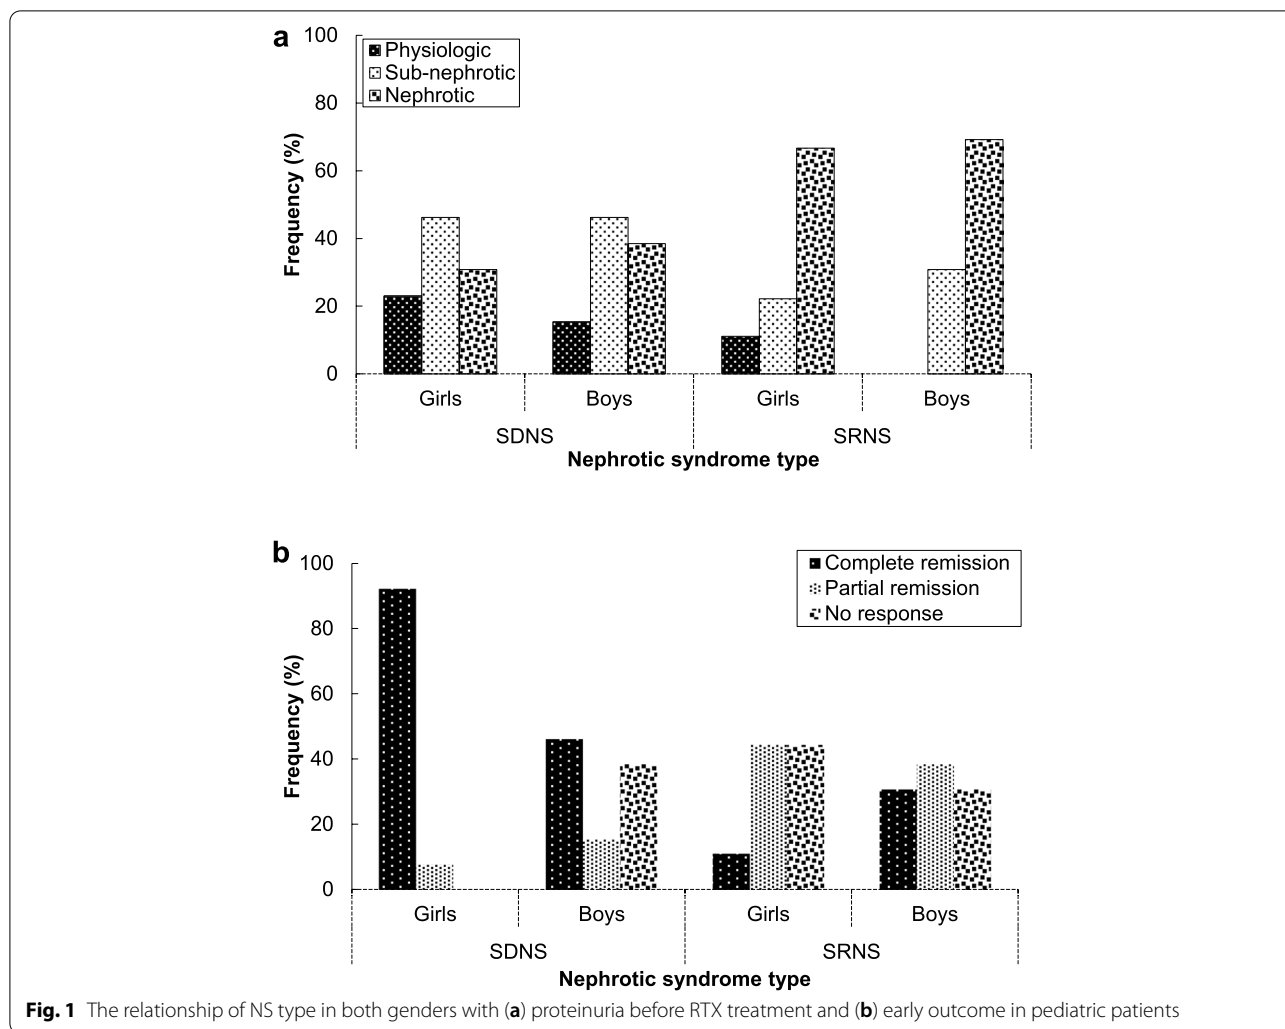 a
100
80
60
40
20
0
Frequency (%)
Physiologic
Sub-nephrotic
Nephrotic
Girls Boys Girls Boys
SDNS SRNS
Nephrotic syndrome type
b
100
80
60
40
20
0
Frequency (%)
Complete remission
Partial remission
No response
Girls Boys Girls Boys
SDNS SRNS
Nephrotic syndrome type
Fig. 1 The relationship of NS type in both genders with (a) proteinuria before RTX treatment and (b) early outcome in pediatric patients